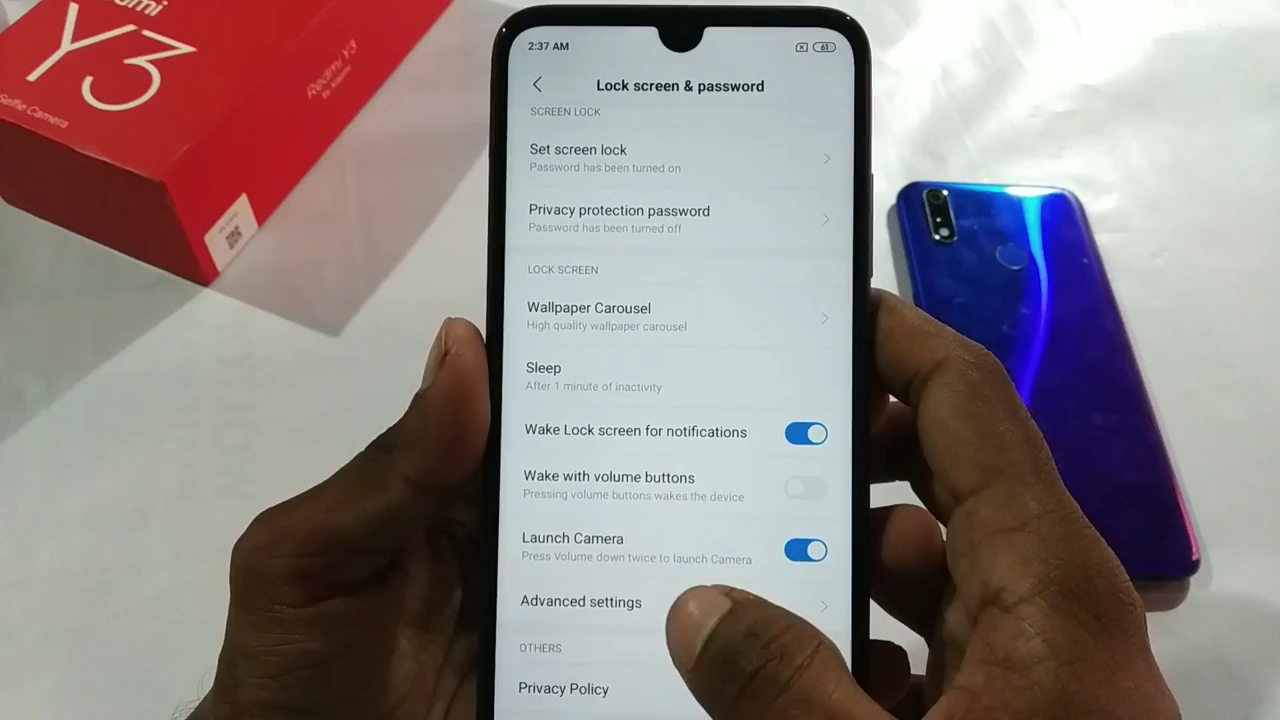 Y3
Selfie Camera
Redmi Y3
by Xiaomi
2:37 AM
61
Lock screen & password
SCREEN LOCK
Set screen lock
Password has been turned on
Privacy protection password
Password has been turned off
LOCK SCREEN
Wallpaper Carousel
High quality wallpaper carousel
Sleep
After 1 minute of inactivity
Wake Lock screen for notifications
Wake with volume buttons
Pressing volume buttons wakes the device
Launch Camera
Press Volume down twice to launch Camera
Advanced settings
OTHERS
Privacy Policy